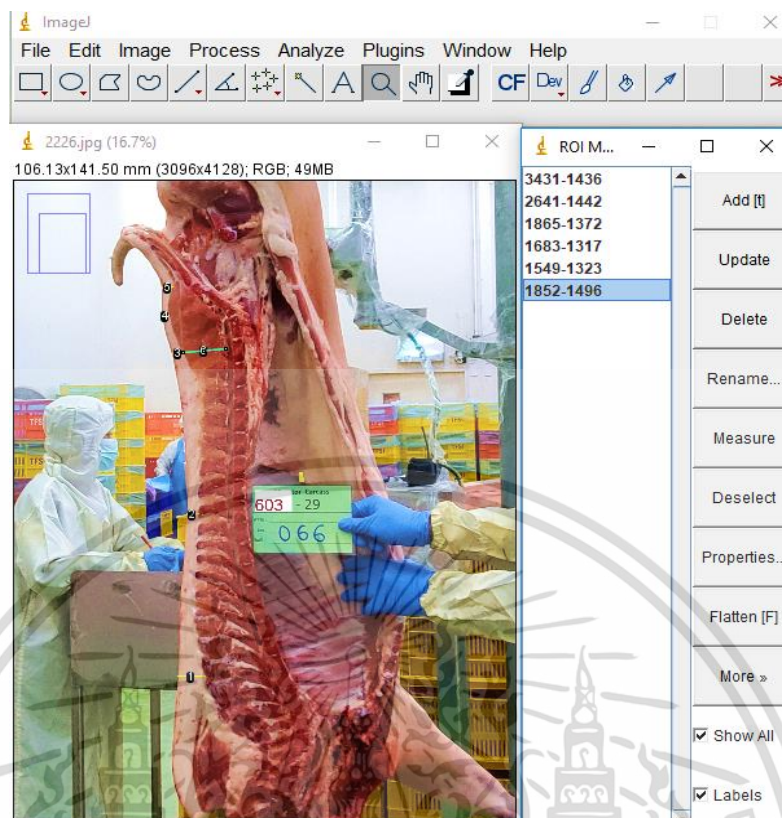 ImageJ
File Edit Image Process Analyze Plugins Window Help
A CF Dev
2226.jpg (16.7%)
106.13x141.50 mm (3096x4128); RGB; 49MB
5
4
3 6
2
1
603 - 29
066
ROI M...
3431-1436
2641-1442
1865-1372
1683-1317
1549-1323
1852-1496
Add [t]
Update
Delete
Rename...
Measure
Deselect
Properties...
Flatten [F]
More »
Show All
Labels